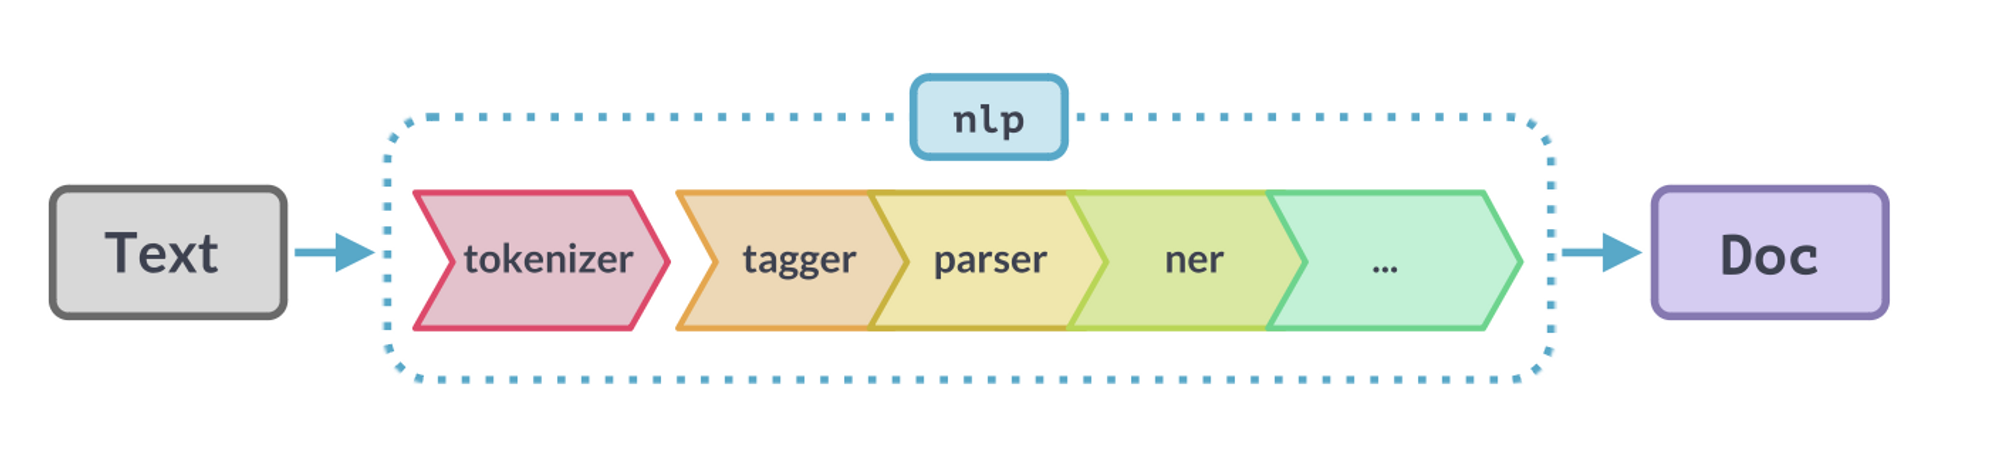 nlp
Text
tokenizer
tagger
parser
ner
...
Doc